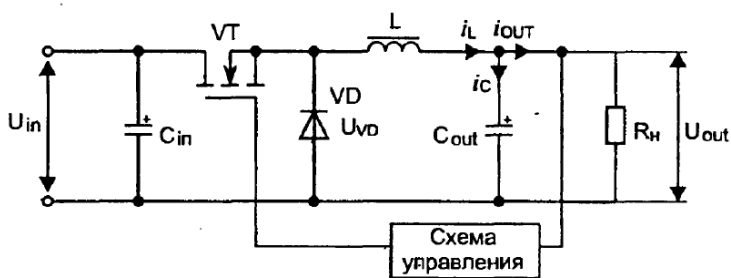 VT
L
iL
iOUT
Uin
Cin
VD
UVD
iC
Cout
RН
Uout
Схема
управления
+
+